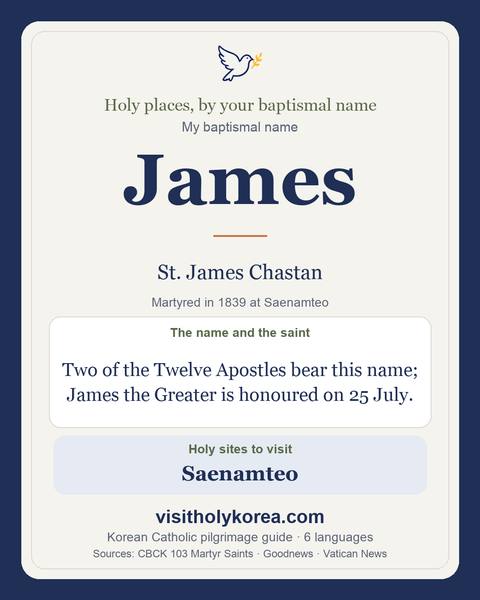 Holy places, by your baptismal name
My baptismal name
James
St. James Chastan
Martyred in 1839 at Saenamteo
The name and the saint
Two of the Twelve Apostles bear this name;
James the Greater is honoured on 25 July.
Holy sites to visit
Saenamteo
visitholykorea.com
Korean Catholic pilgrimage guide · 6 languages
Sources: CBCK 103 Martyr Saints · Goodnews · Vatican News